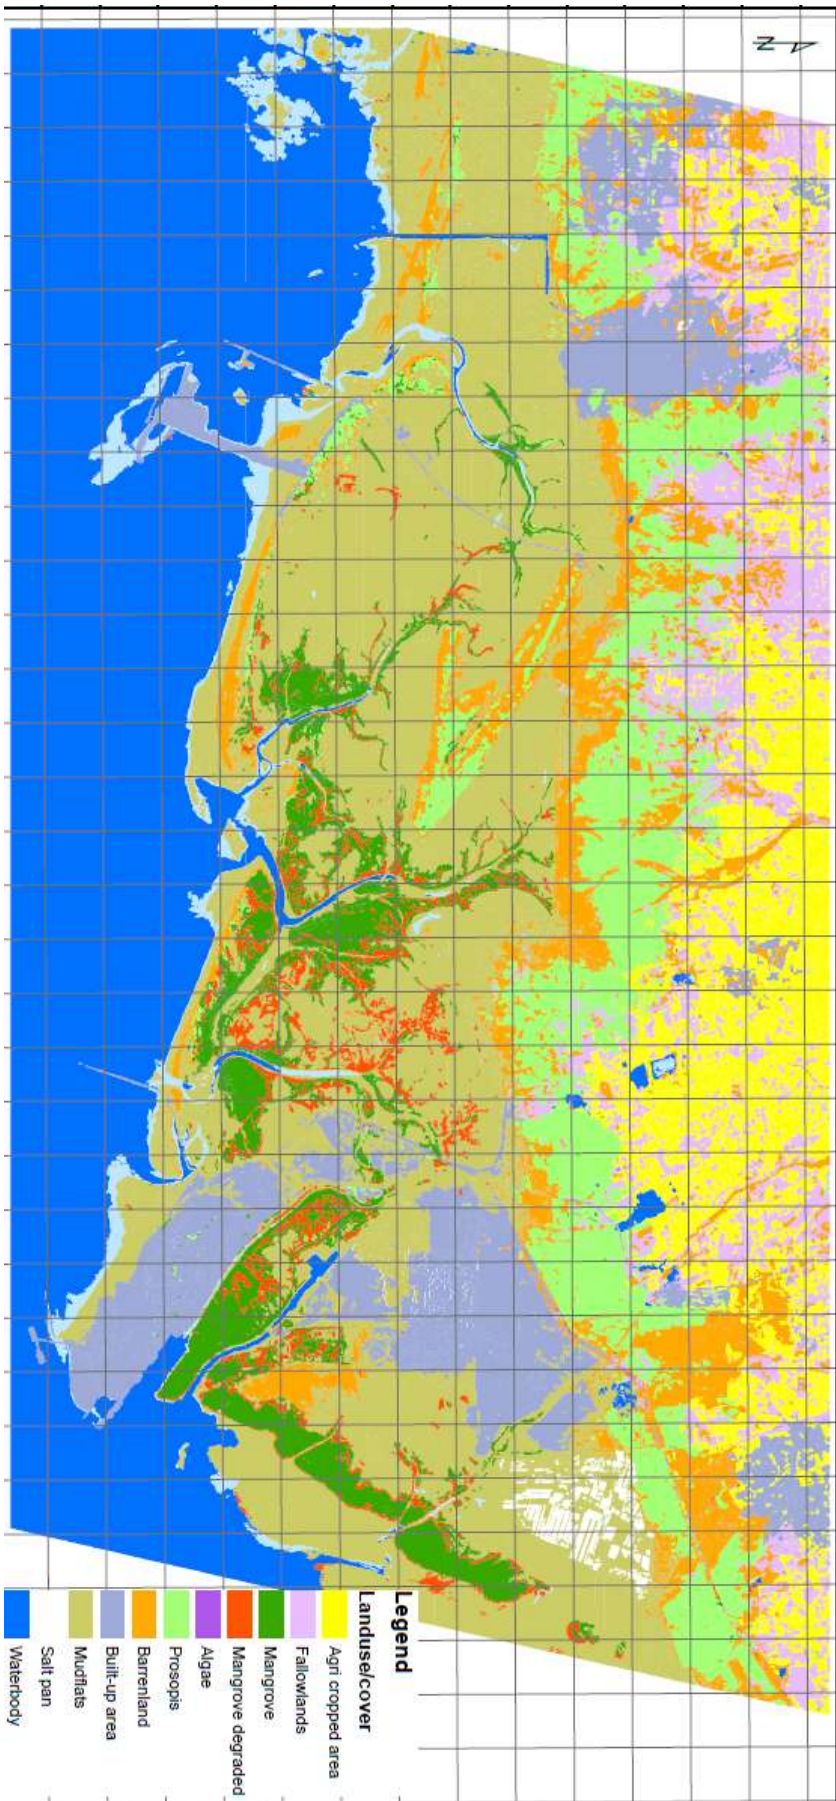 N
Legend
Landuse/cover
Agri cropped area
Fallowlands
Mangrove
Mangrove degraded
Algae
Prosopis
Barrenland
Built-up area
Mudflats
Salt pan
Waterbody